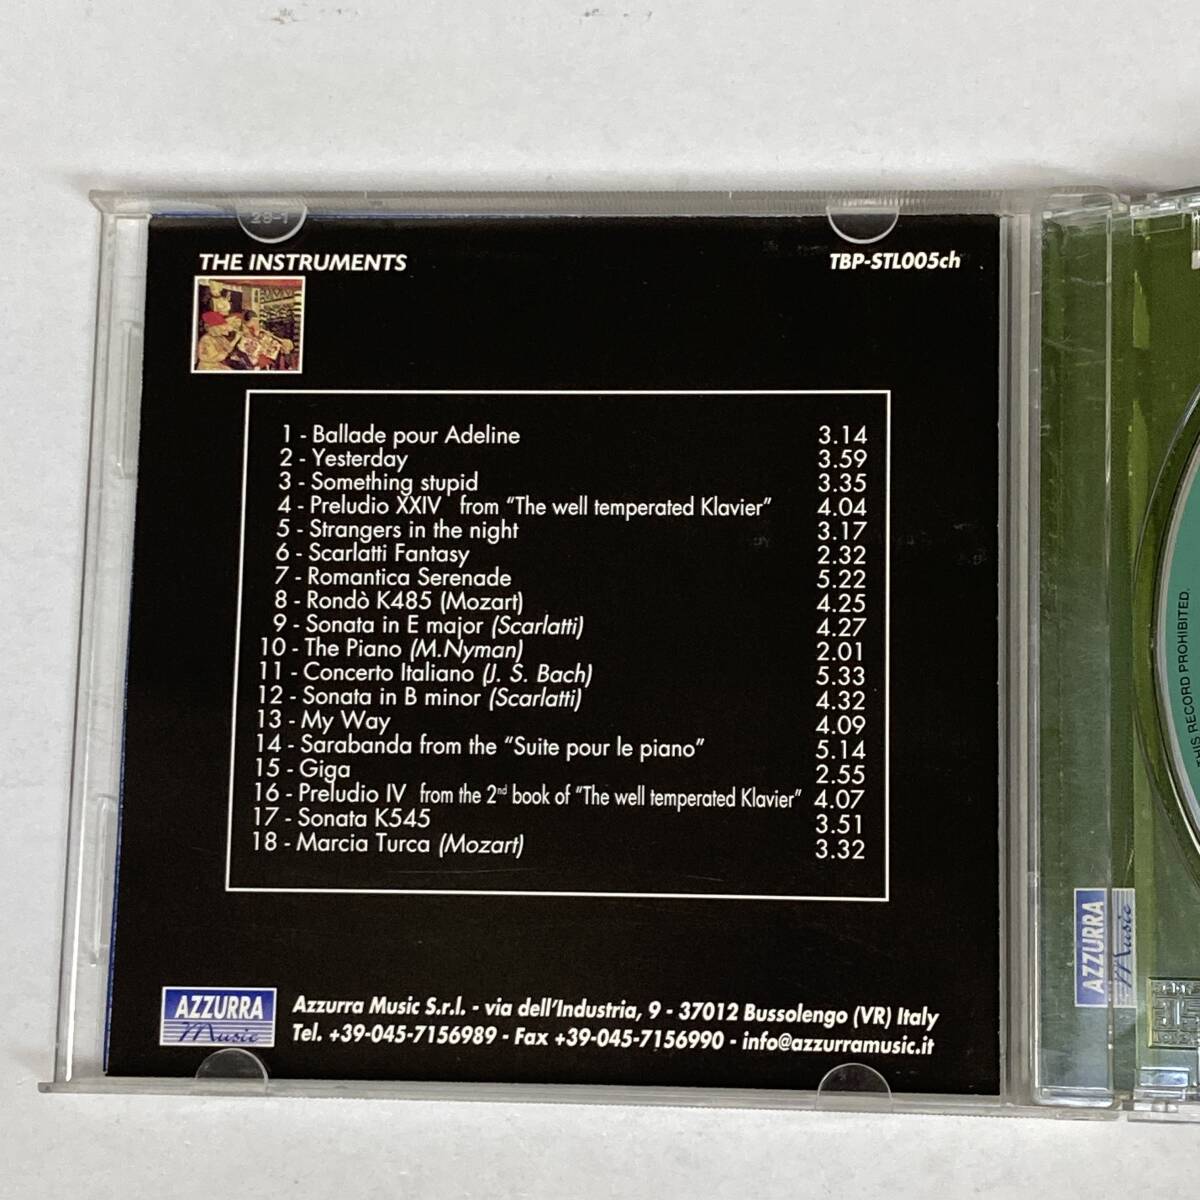 28-1
THE INSTRUMENTS
TBP-STL005ch
1 - Ballade pour Adeline 3.14
2 - Yesterday 3.59
3 - Something stupid 3.35
4 - Preludio XXIV from “The well temperated Klavier” 4.04
5 - Strangers in the night 3.17
6 - Scarlatti Fantasy 2.32
7 - Romantica Serenade 5.22
8 - Rondò K485 (Mozart) 4.25
9 - Sonata in E major (Scarlatti) 4.27
10 - The Piano (M.Nyman) 2.01
11 - Concerto Italiano (J. S. Bach) 5.33
12 - Sonata in B minor (Scarlatti) 4.32
13 - My Way 4.09
14 - Sarabanda from the “Suite pour le piano” 5.14
15 - Giga 2.55
16 - Preludio IV from the 2nd book of “The well temperated Klavier” 4.07
17 - Sonata K545 3.51
18 - Marcia Turca (Mozart) 3.32
AZZURRA
Music
Azzurra Music S.r.l. - via dell'Industria, 9 - 37012 Bussolengo (VR) Italy
Tel. +39-045-7156989 - Fax +39-045-7156990 - info@azzurramusic.it
THIS RECORD PROHIBITED.
AZZURRA
Music